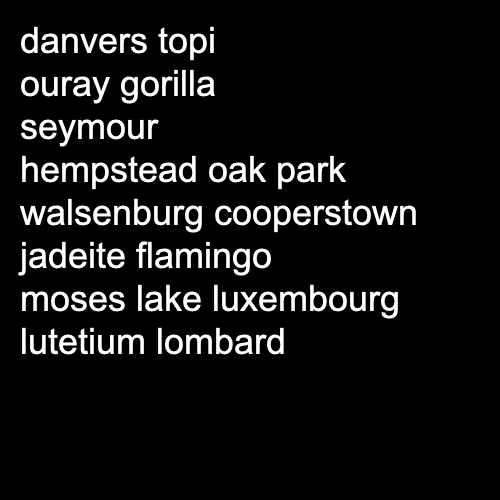 danvers topi
ouray gorilla
seymour
hempstead oak park
walsenburg cooperstown
jadeite flamingo
moses lake luxembourg
lutetium lombard